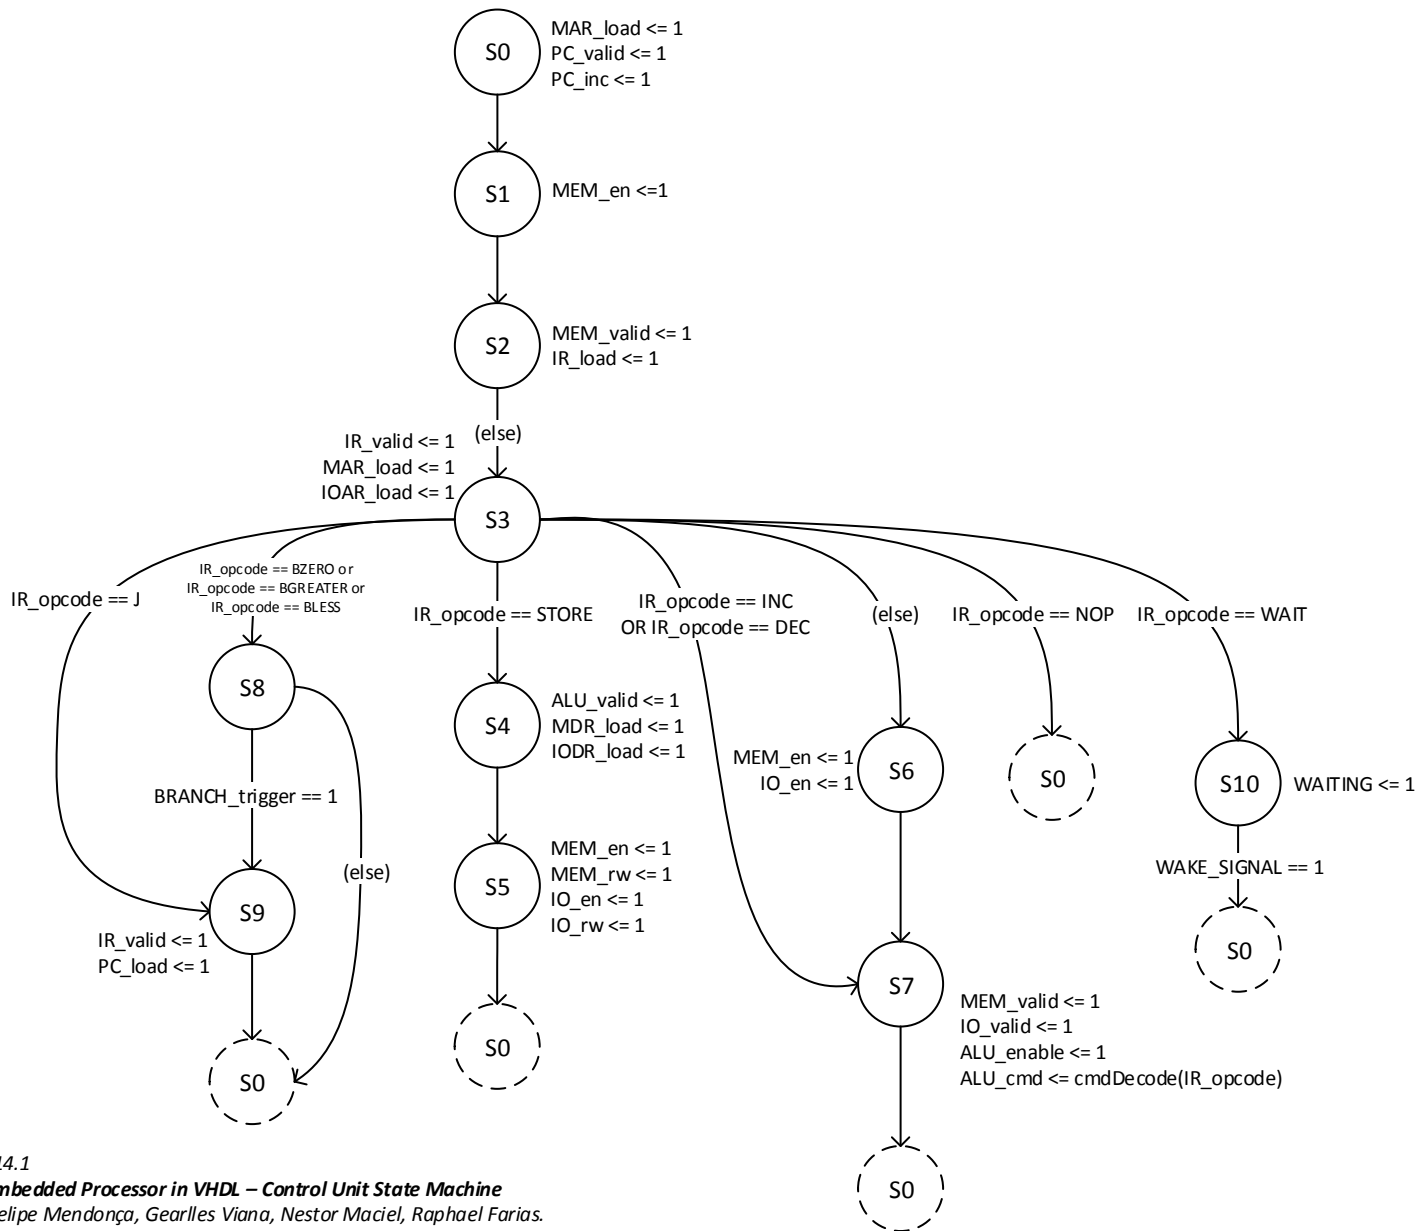 S0
MAR_load <= 1
PC_valid <= 1
PC_inc <= 1
S1
MEM_en <=1
S2
MEM_valid <= 1
IR_load <= 1
(else)
IR_valid <= 1
MAR_load <= 1
IOAR_load <= 1
S3
IR_opcode == J
IR_opcode == BZERO or
IR_opcode == BGREATER or
IR_opcode == BLESS
IR_opcode == STORE
IR_opcode == INC
OR IR_opcode == DEC
(else)
IR_opcode == NOP
IR_opcode == WAIT
S8
S4
ALU_valid <= 1
MDR_load <= 1
IODR_load <= 1
MEM_en <= 1
IO_en <= 1
S6
S0
S10
WAITING <= 1
BRANCH_trigger == 1
(else)
S5
MEM_en <= 1
MEM_rw <= 1
IO_en <= 1
IO_rw <= 1
WAKE_SIGNAL == 1
S9
IR_valid <= 1
PC_load <= 1
S0
S7
MEM_valid <= 1
IO_valid <= 1
ALU_enable <= 1
ALU_cmd <= cmdDecode(IR_opcode)
S0
S0
S0
14.1
mbedded Processor in VHDL – Control Unit State Machine
elipe Mendonça, Gearlles Viana, Nestor Maciel, Raphael Farias.